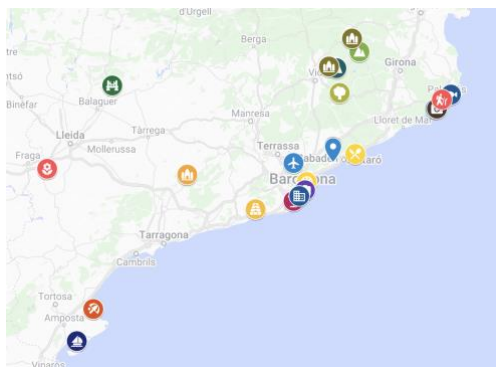 d'Urgell
Berga
Girona
Vic
Balaguer
Binéfar
Manresa
Lloret de Mar
Lleida
Tàrrega
Mollerussa
Terrassa
Fraga
Barcelona
Tarragona
Cambrils
Tortosa
Amposta
Vinaròs